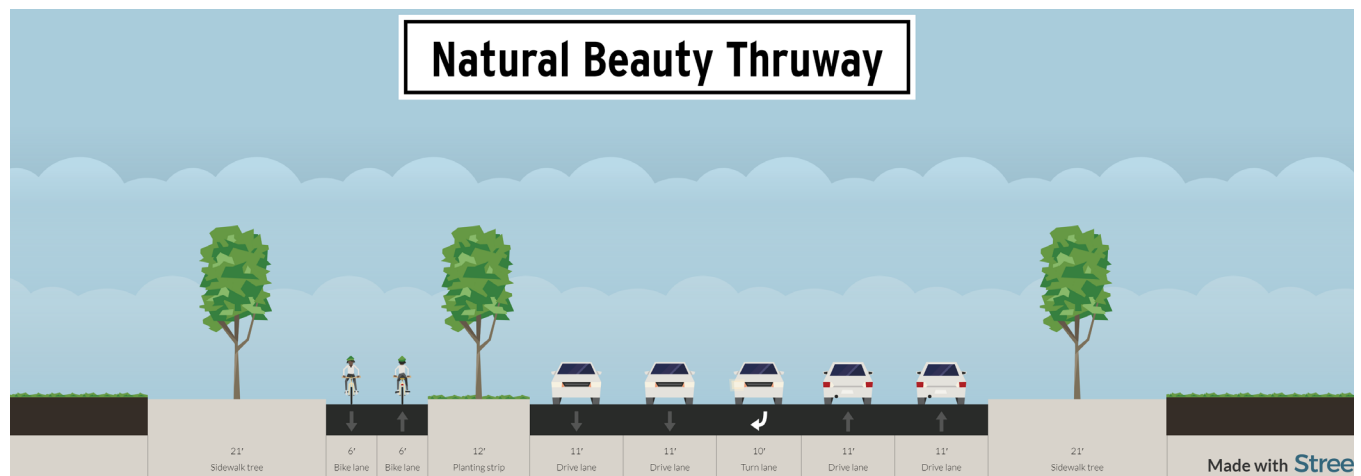 Natural Beauty Thruway
21' 6' 6' 12' 11' 11' 10' 11' 11' 21'
Sidewalk tree Bike lane Bike lane Planting strip Drive lane Drive lane Turn lane Drive lane Drive lane Sidewalk tree
Made with Stree